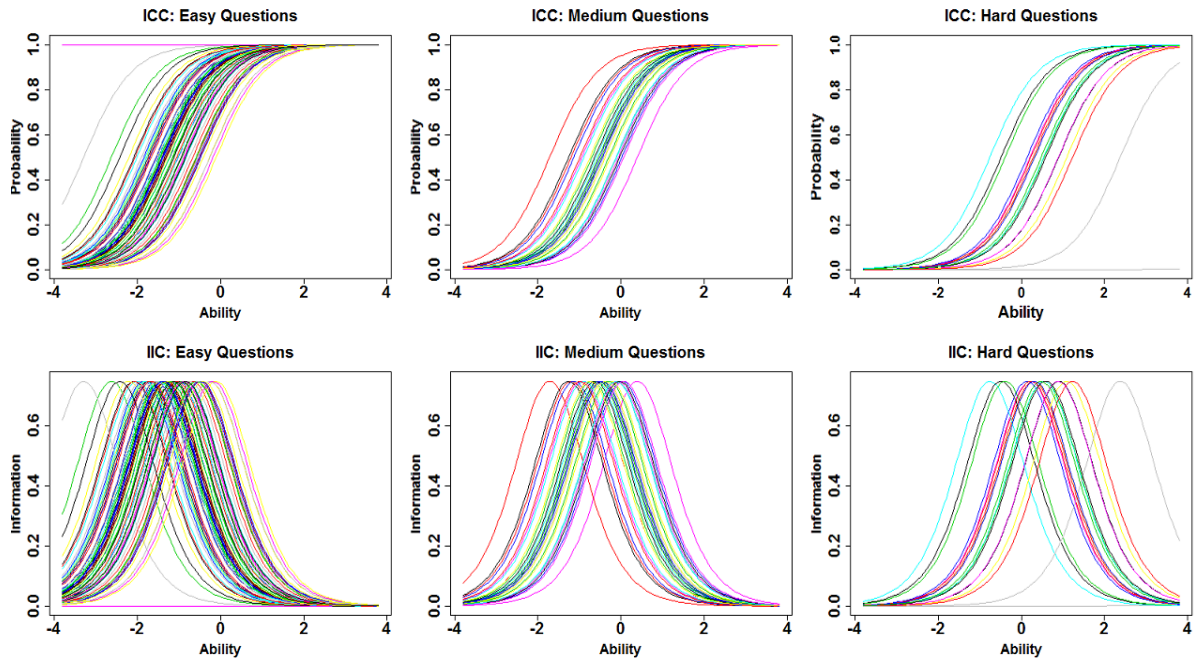 ICC: Easy Questions
Probability
1.0
0.8
0.6
0.4
0.2
0.0
-4 -2 0 2 4
Ability
ICC: Medium Questions
Probability
1.0
0.8
0.6
0.4
0.2
0.0
-4 -2 0 2 4
Ability
ICC: Hard Questions
Probability
1.0
0.8
0.6
0.4
0.2
0.0
-4 -2 0 2 4
Ability
IIC: Easy Questions
Information
0.6
0.4
0.2
0.0
-4 -2 0 2 4
Ability
IIC: Medium Questions
Information
0.6
0.4
0.2
0.0
-4 -2 0 2 4
Ability
IIC: Hard Questions
Information
0.6
0.4
0.2
0.0
-4 -2 0 2 4
Ability